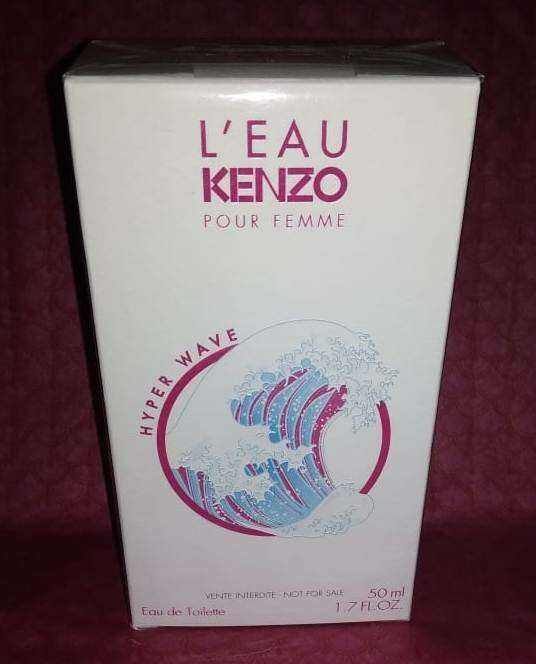 L'EAU
KENZO
POUR FEMME
HYPER WAVE
VENTE INTERDITE - NOT FOR SALE
50 ml
Eau de Toilette
1.7 FL.OZ.